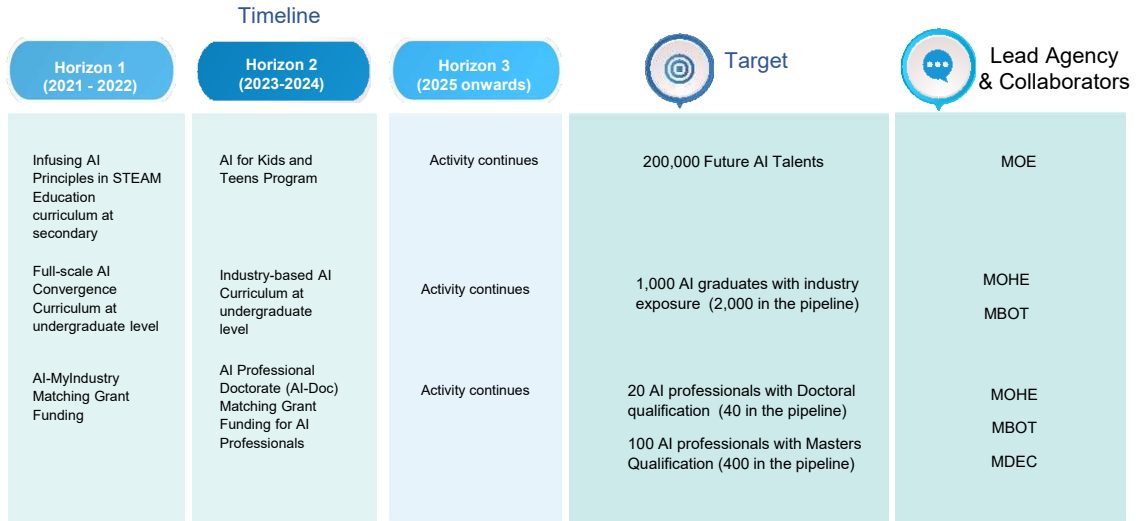 Timeline
Horizon 1
(2021 - 2022)
Horizon 2
(2023-2024)
Horizon 3
(2025 onwards)
Target
Lead Agency
& Collaborators
Infusing AI
Principles in STEAM
Education
curriculum at
secondary
AI for Kids and
Teens Program
Activity continues
200,000 Future AI Talents
MOE
Full-scale AI
Convergence
Curriculum at
undergraduate level
Industry-based AI
Curriculum at
undergraduate
level
Activity continues
1,000 AI graduates with industry
exposure (2,000 in the pipeline)
MOHE
MBOT
AI-MyIndustry
Matching Grant
Funding
AI Professional
Doctorate (AI-Doc)
Matching Grant
Funding for AI
Professionals
Activity continues
20 AI professionals with Doctoral
qualification (40 in the pipeline)
100 AI professionals with Masters
Qualification (400 in the pipeline)
MOHE
MBOT
MDEC